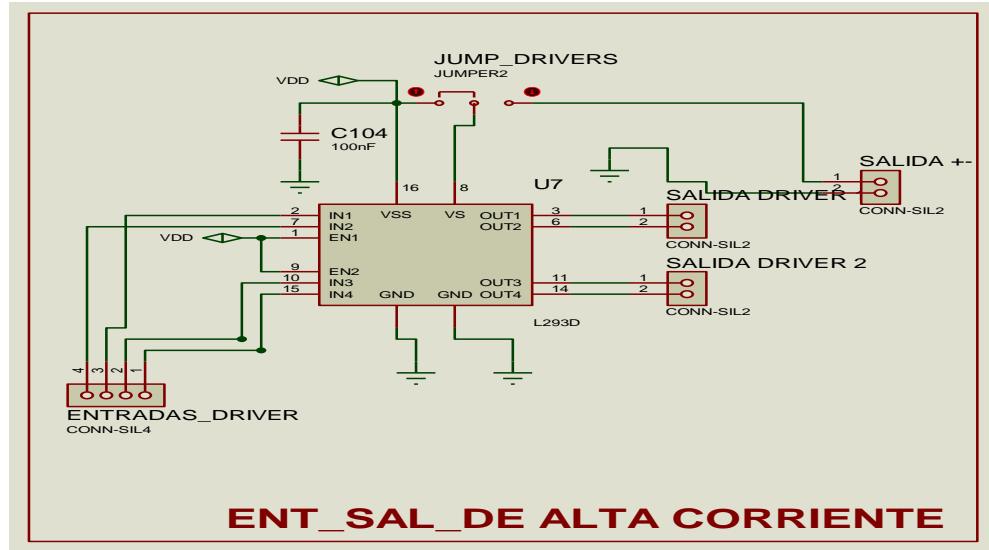 JUMP_DRIVERS
JUMPER2
VDD
C104
100nF
16
8
U7
SALIDA +-
1
2
CONN-SIL2
SALIDA DRIVER
1
2
CONN-SIL2
VSS
VS
2
IN1
7
IN2
1
EN1
VDD
9
EN2
10
IN3
15
IN4
OUT1
3
OUT2
6
OUT3
11
OUT4
14
GND
GND
L293D
SALIDA DRIVER 2
1
2
CONN-SIL2
4
3
2
1
ENTRADAS_DRIVER
CONN-SIL4
ENT_SAL_DE ALTA CORRIENTE